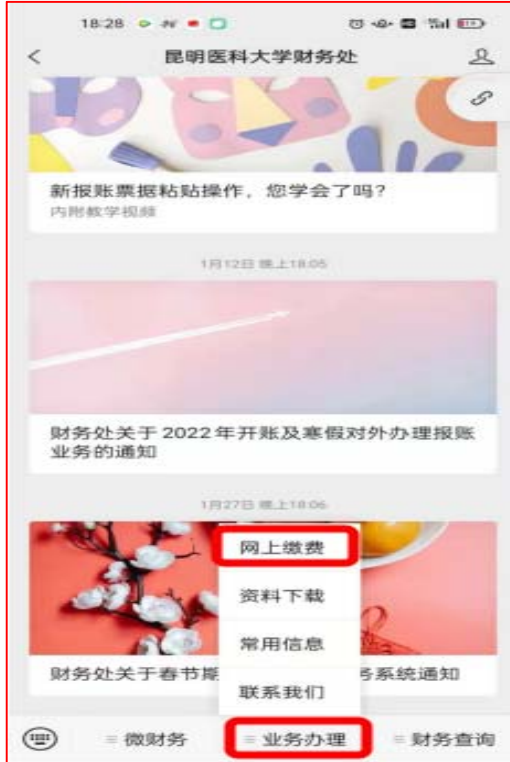 18:28
昆明医科大学财务处
新报账票据粘贴操作，您学会了吗？
内附教学视频
1月12日 晚上18:05
财务处关于 2022 年开账及寒假对外办理报账
业务的通知
1月27日 晚上18:06
网上缴费
资料下载
常用信息
联系我们
财务处关于春节期
系统通知
微财务
业务办理
财务查询